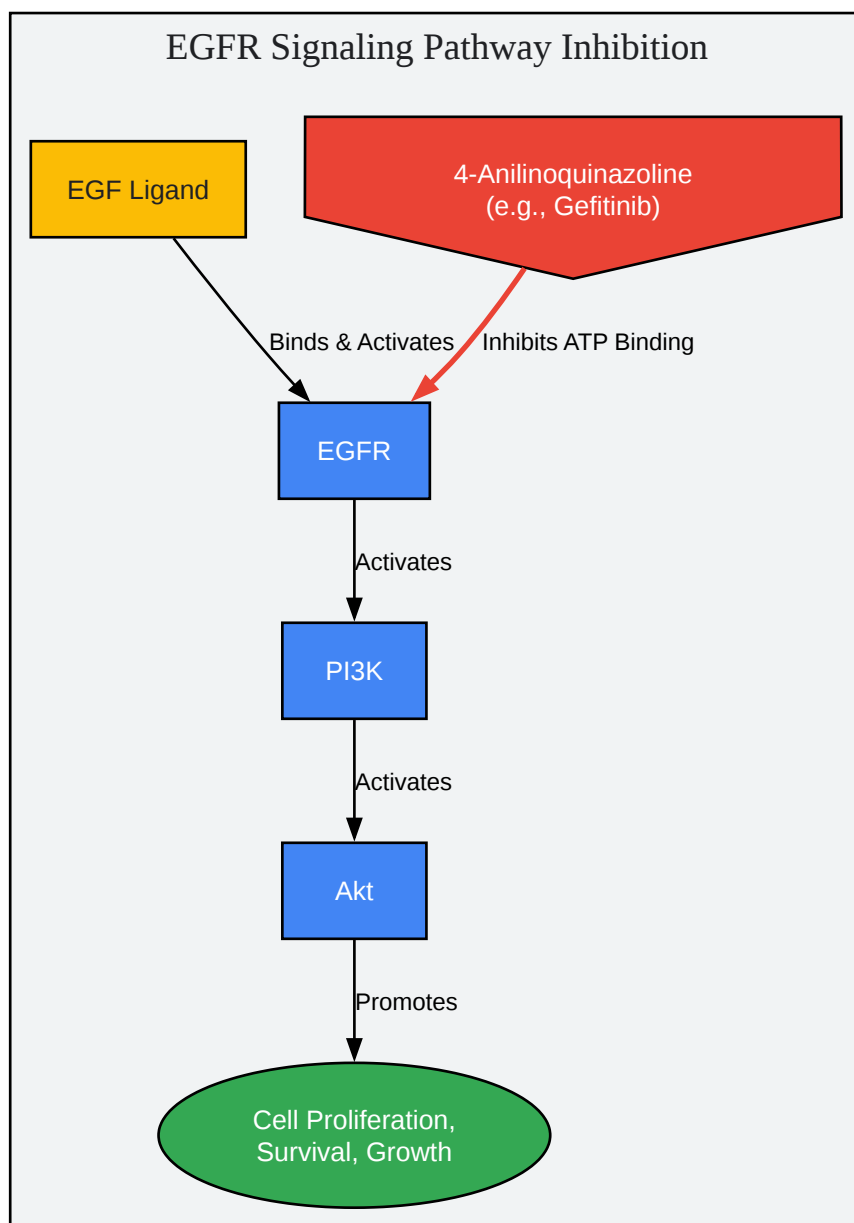 EGFR Signaling Pathway Inhibition
EGF Ligand
4-Anilinoquinazoline
(e.g., Gefitinib)
Binds & Activates
Inhibits ATP Binding
EGFR
Activates
PI3K
Activates
Akt
Promotes
Cell Proliferation,
Survival, Growth